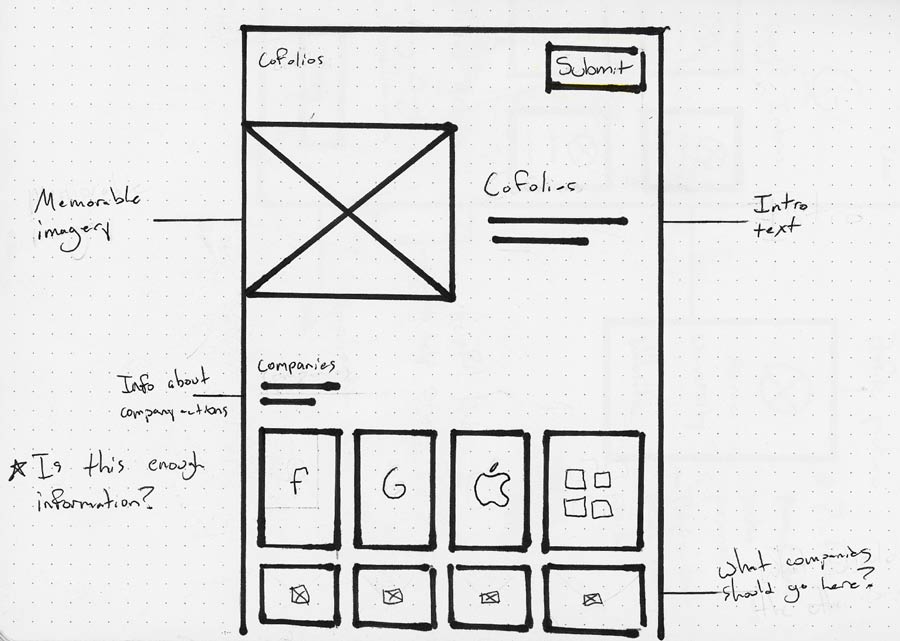 Cofolios
Submit
Memorable
imagery
Cofolios
Intro
text
Companies
Info about
company
★ Is this enough
information?
f
G
What companies
should go here?